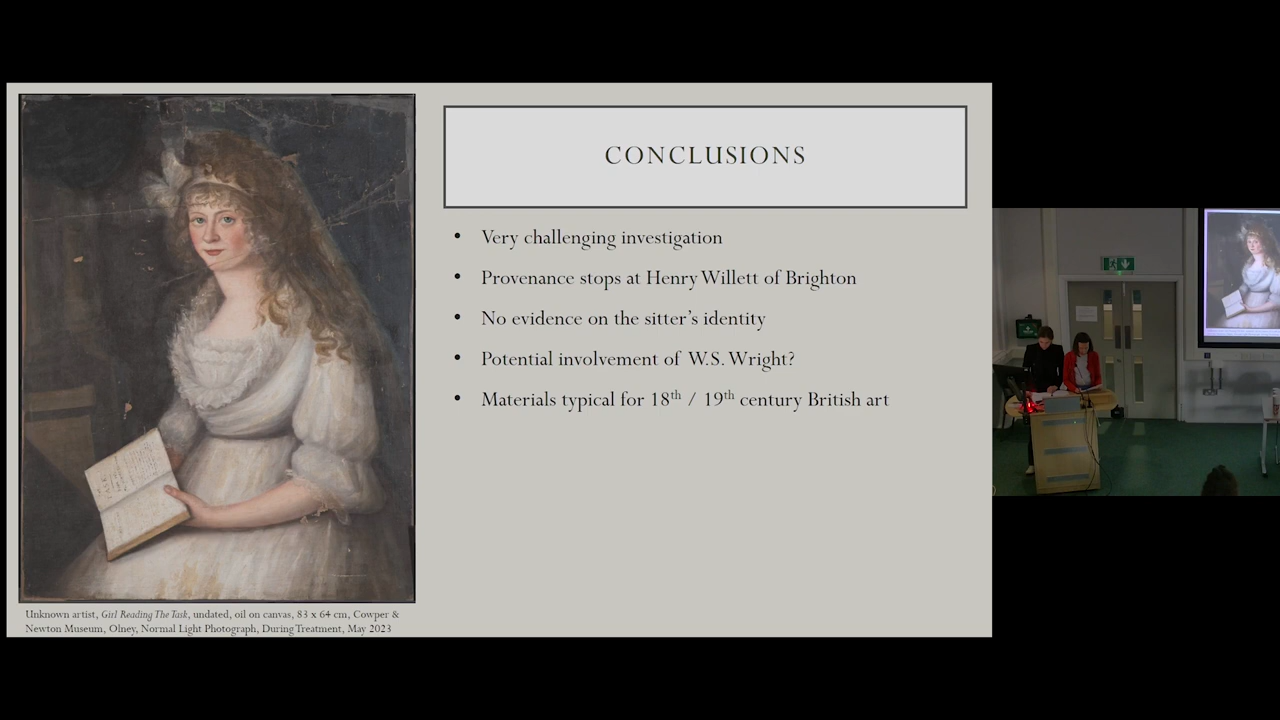 CONCLUSIONS
• Very challenging investigation
• Provenance stops at Henry Willett of Brighton
• No evidence on the sitter's identity
• Potential involvement of W.S. Wright?
• Materials typical for 18th / 19th century British art
Unknown artist, Girl Reading The Task, undated, oil on canvas, 83 x 64 cm, Cowper &
Newton Museum, Olney, Normal Light Photograph, During Treatment, May 2023